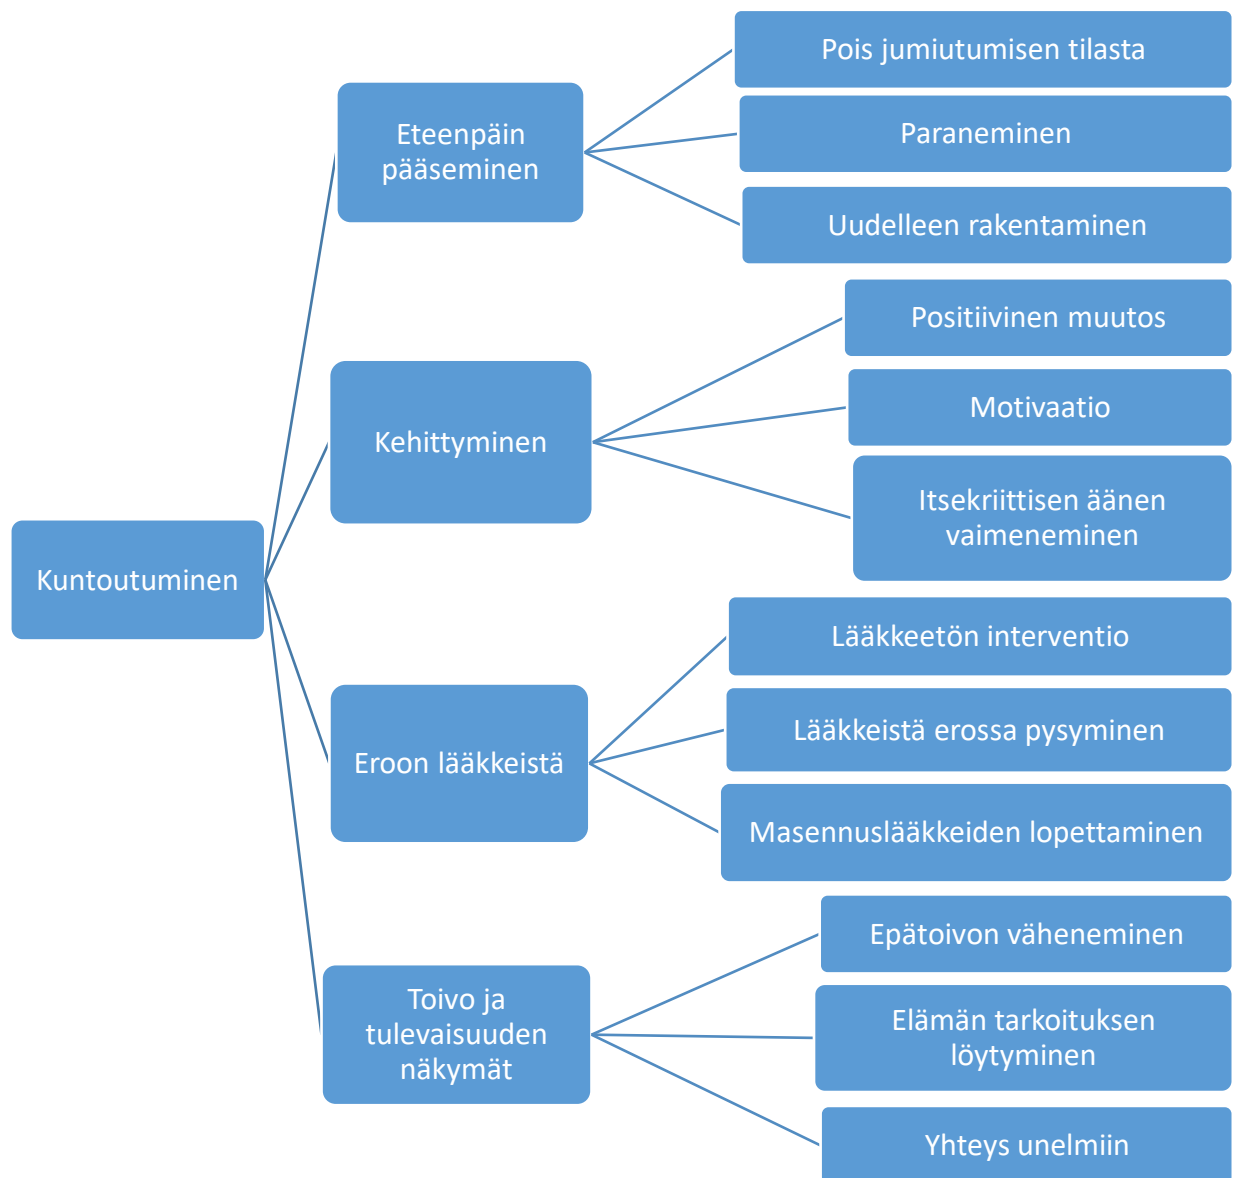 Kuntoutuminen
Eteenpäin
pääseminen
Pois jumiutumisen tilasta
Paraneminen
Uudelleen rakentaminen
Kehittyminen
Positiivinen muutos
Motivaatio
Itsekriittisen äänen
vaimeneminen
Eroon lääkkeistä
Lääkkeetön interventio
Lääkkeistä erossa pysyminen
Masennuslääkkeiden lopettaminen
Toivo ja
tulevaisuuden
näkymät
Epätoivon väheneminen
Elämän tarkoituksen
löytyminen
Yhteys unelmiin